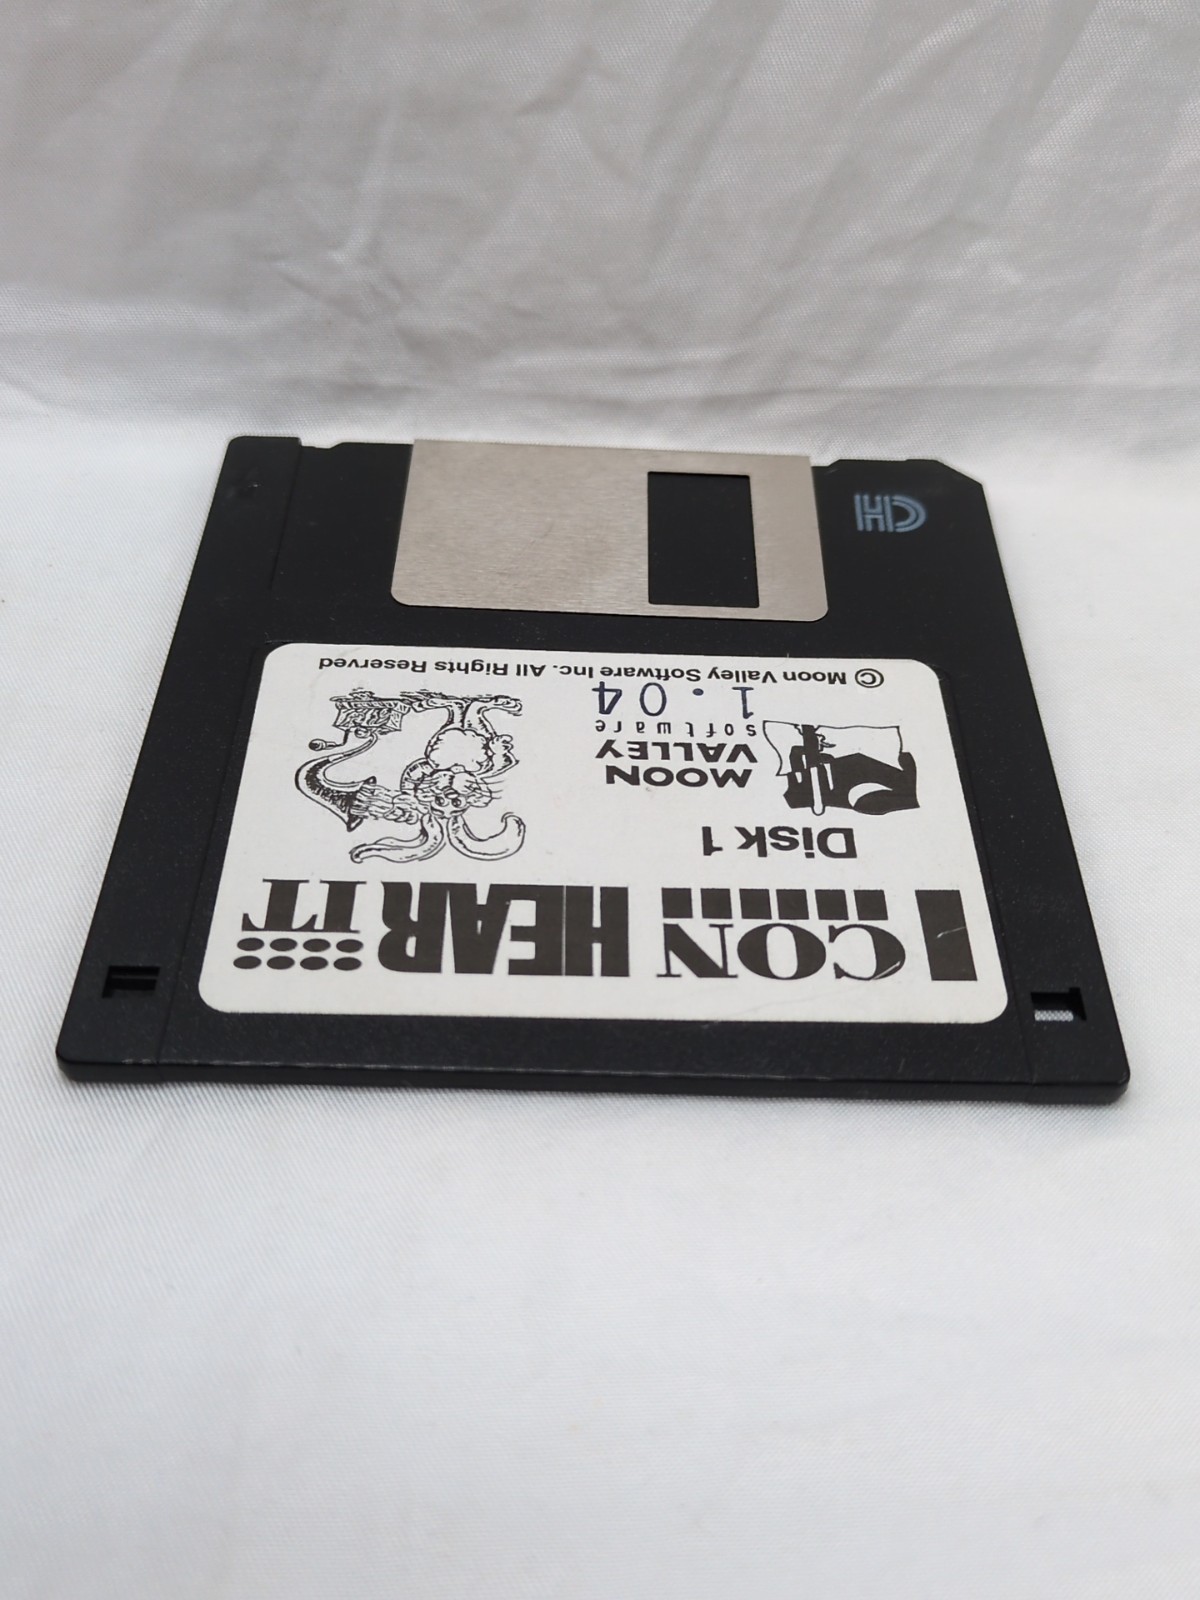 I CON HEAR IT
Disk 1
MOON
VALLEY
software
1.04
© Moon Valley Software Inc. All Rights Reserved
HD